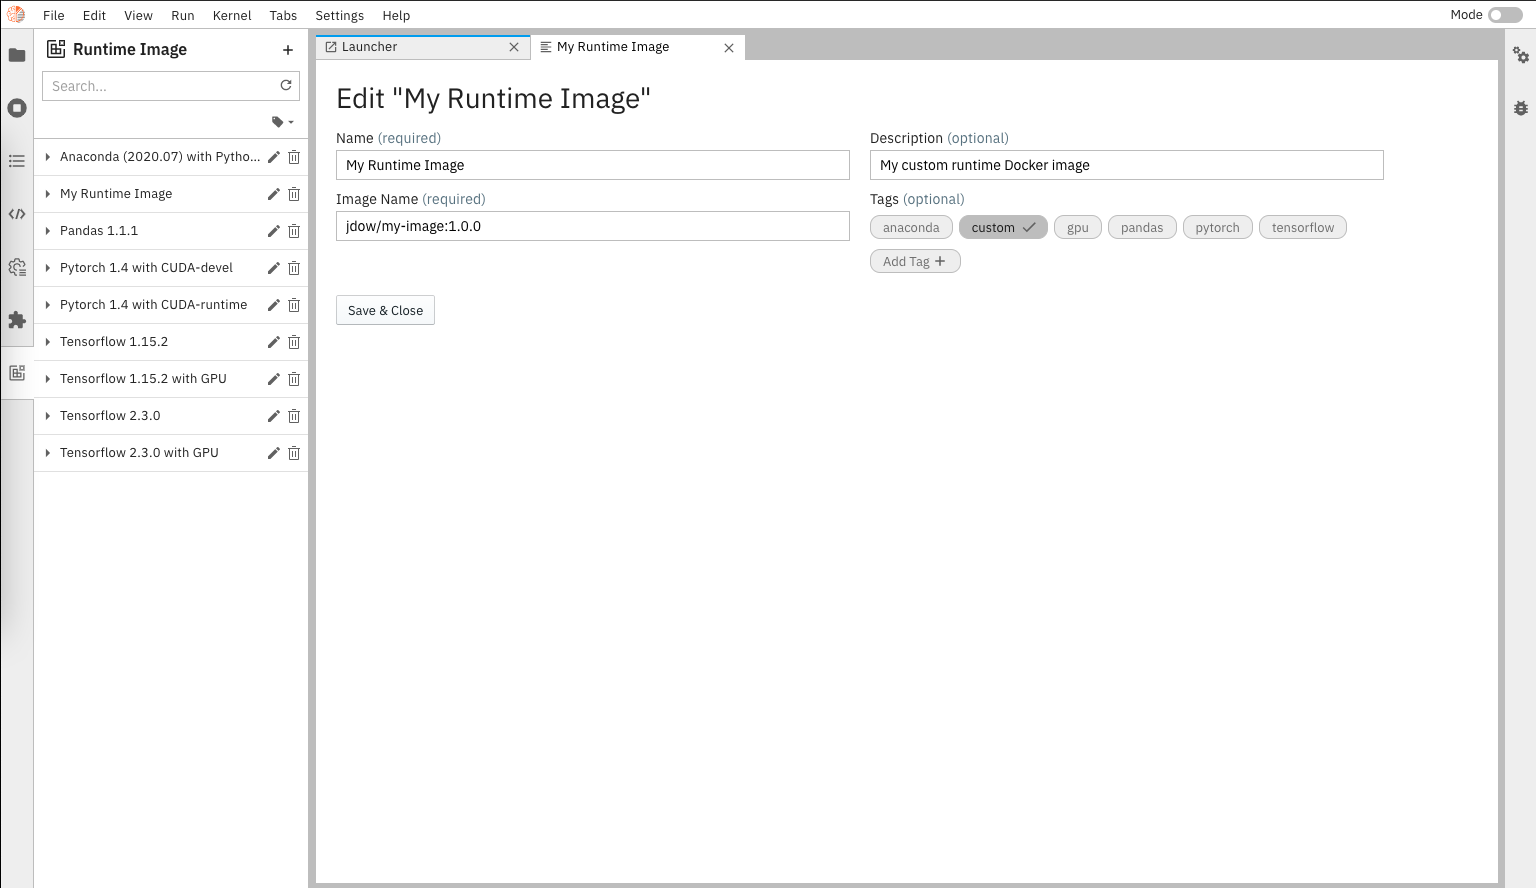 File Edit View Run Kernel Tabs Settings Help
Mode
Runtime Image
Search...
Anaconda (2020.07) with Pytho...
My Runtime Image
Pandas 1.1.1
Pytorch 1.4 with CUDA-devel
Pytorch 1.4 with CUDA-runtime
Tensorflow 1.15.2
Tensorflow 1.15.2 with GPU
Tensorflow 2.3.0
Tensorflow 2.3.0 with GPU
Launcher
My Runtime Image
Edit "My Runtime Image"
Name (required)
My Runtime Image
Description (optional)
My custom runtime Docker image
Image Name (required)
jdow/my-image:1.0.0
Tags (optional)
anaconda custom gpu pandas pytorch tensorflow
Add Tag
Save & Close